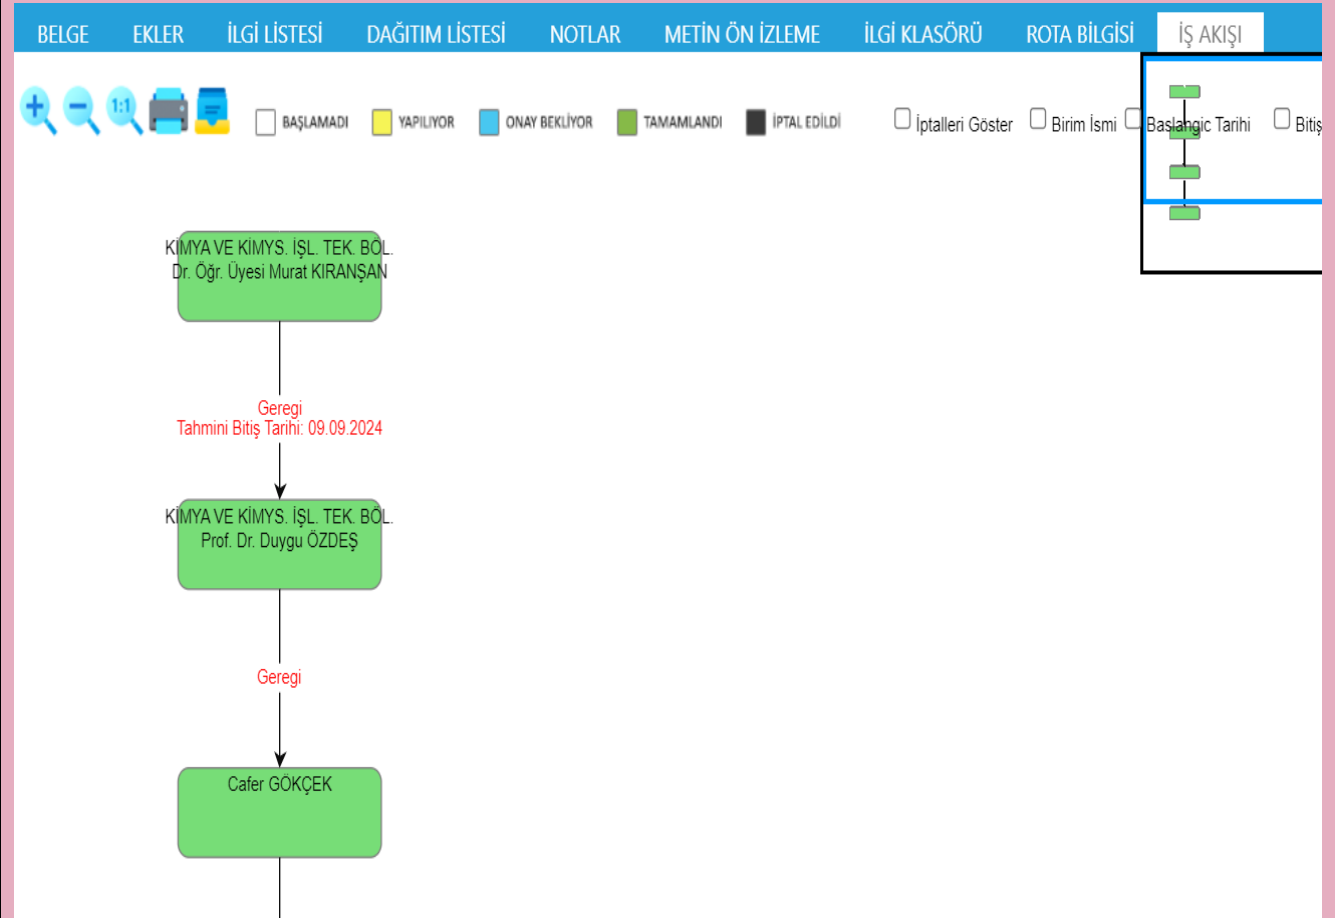 BELGE EKLER İLGİ LİSTESİ DAĞITIM LİSTESİ NOTLAR METİN ÖN İZLEME İLGİ KLASÖRÜ ROTA BİLGİSİ İŞ AKIŞI
1:1 BAŞLAMADI YAPILIYOR ONAY BEKLİYOR TAMAMLANDI İPTAL EDİLDİ İptalleri Göster Birim İsmi Baslangic Tarihi Bitiş
KİMYA VE KİMYS. İŞL. TEK. BÖL.
Dr. Öğr. Üyesi Murat KIRANŞAN
Geregi
Tahmini Bitiş Tarihi: 09.09.2024
KİMYA VE KİMYS. İŞL. TEK. BÖL.
Prof. Dr. Duygu ÖZDEŞ
Geregi
Cafer GÖKÇEK